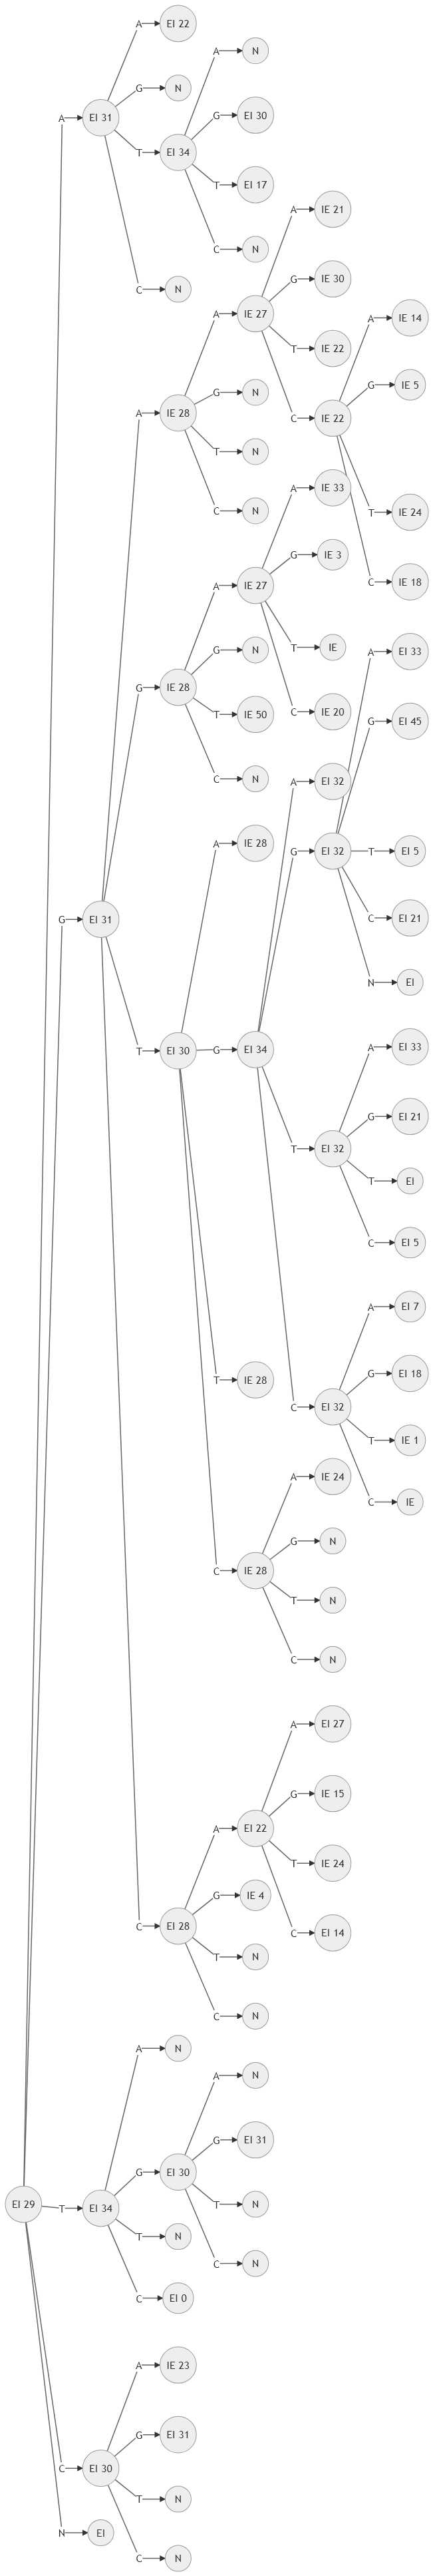 A EI 22
A N
A EI 31 G N G EI 30
T EI 34
T EI 17
A IE 21
C N
IE 30
G
C N
A IE 27 A IE 14
T IE 22
G IE 5
A IE 28 G N C IE 22
T N
A IE 33
C N T IE 24
G IE 3
A IE 27 C IE 18
T IE
G N A EI 33
G IE 28
T IE 50 C IE 20 G EI 45
C N A EI 32
A IE 28 G EI 32 T EI 5
G EI 31 C EI 21
N EI
T EI 30 G EI 34 A EI 33
G EI 21
T EI 32
T EI
C EI 5
A EI 7
T IE 28 G EI 18
C EI 32
T IE 1
A IE 24
C IE
G N
C IE 28
T N
C N
A EI 27
G IE 15
A EI 22
T IE 24
G IE 4
C EI 28 C EI 14
T N
C N
A N
A N
G EI 31
G EI 30
EI 29 T EI 34 T N
T N
C N
C EI 0
A IE 23
G EI 31
C EI 30
T N
N EI
C N